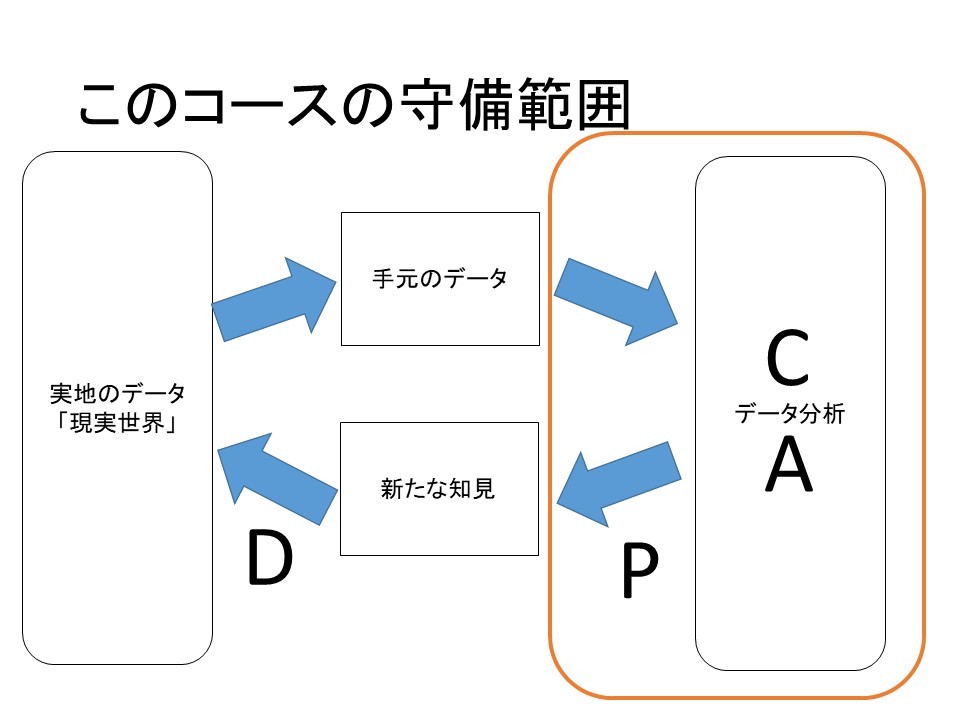 このコースの守備範囲
実地のデータ
「現実世界」
手元のデータ
新たな知見
D
P
C
データ分析
A